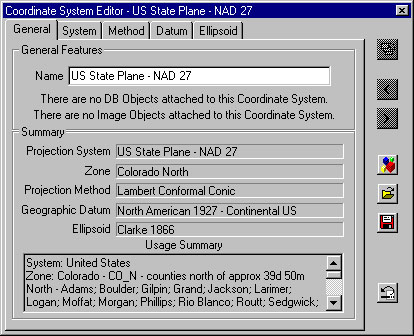 Coordinate System Editor - US State Plane - NAD 27
General System Method Datum Ellipsoid
General Features
Name US State Plane - NAD 27
There are no DB Objects attached to this Coordinate System.
There are no Image Objects attached to this Coordinate System.
Summary
Projection System US State Plane - NAD 27
Zone Colorado North
Projection Method Lambert Conformal Conic
Geographic Datum North American 1927 - Continental US
Ellipsoid Clarke 1866
Usage Summary
System: United States
Zone: Colorado - CO_N - counties north of approx 39d 50m
North - Adams; Boulder; Gilpin; Grand; Jackson; Larimer;
Logan; Moffat; Morgan; Phillips; Rio Blanco; Routt; Sedgwick;